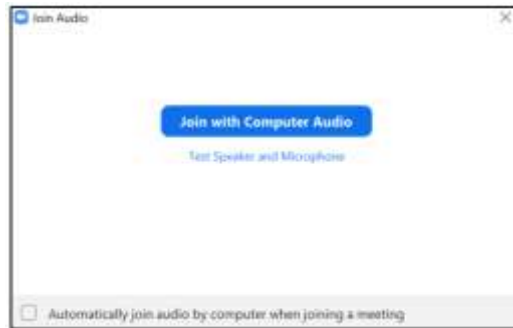 Join Audio
Join with Computer Audio
Test Speaker and Microphone
Automatically join audio by computer when joining a meeting